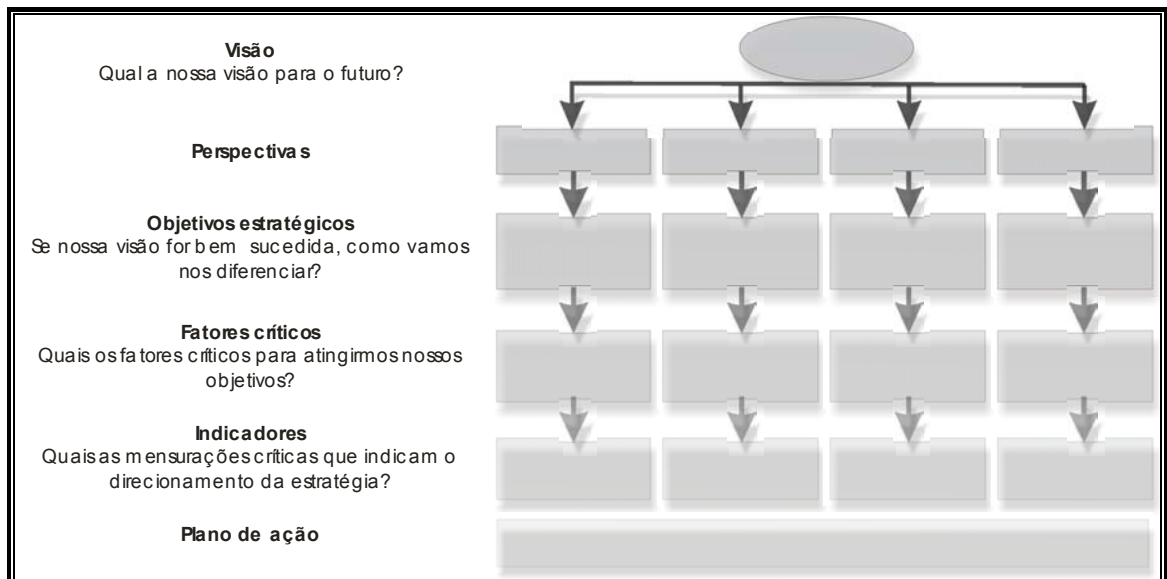 Visão
Qual a nossa visão para o futuro?
Perspectivas
Objetivos estratégicos
Se nossa visão for bem sucedida, como vamos
nos diferenciar?
Fatores críticos
Quais os fatores críticos para atingirmos nossos
objetivos?
Indicadores
Quais as mensurações críticas que indicam o
direcionamento da estratégia?
Plano de ação